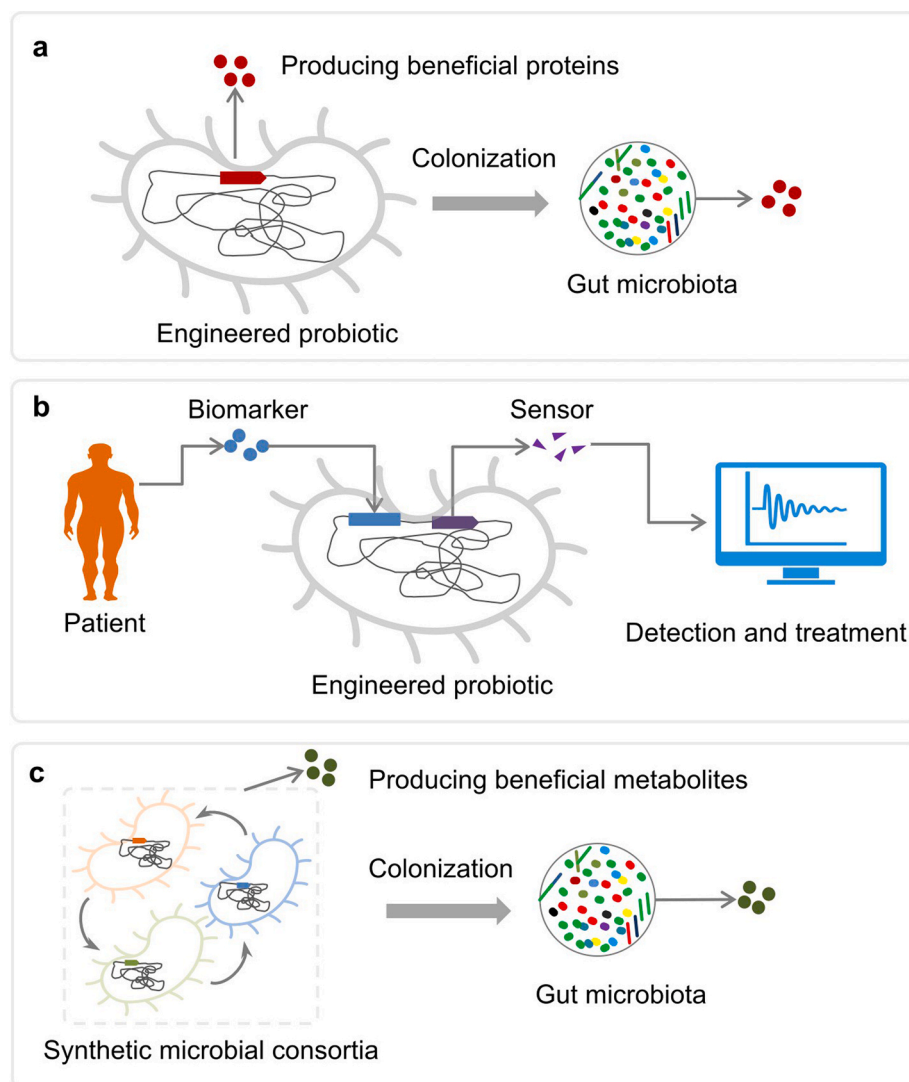 a
Producing beneficial proteins
Colonization
Gut microbiota
Engineered probiotic
b
Biomarker
Sensor
Patient
Detection and treatment
Engineered probiotic
c
Producing beneficial metabolites
Colonization
Gut microbiota
Synthetic microbial consortia